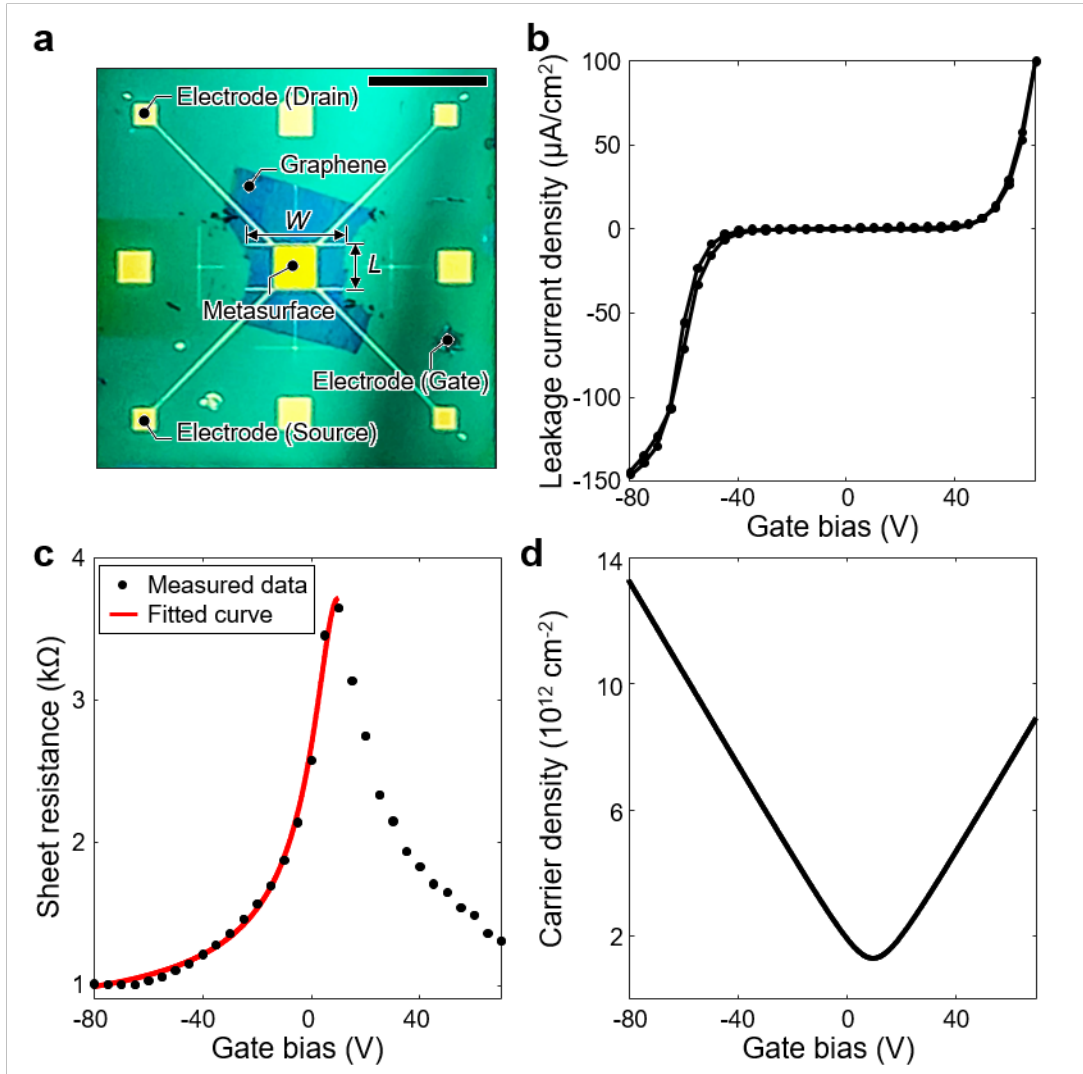 a
Electrode (Drain)
Graphene
W
L
Metasurface
Electrode (Gate)
Electrode (Source)
b
100
50
0
-50
-100
-150
Leakage current density (µA/cm²)
-80
-40
0
40
Gate bias (V)
c
4
3
2
1
Measured data
Fitted curve
Sheet resistance (kΩ)
-80
-40
0
40
Gate bias (V)
d
14
10
6
2
Carrier density (10¹² cm⁻²)
-80
-40
0
40
Gate bias (V)